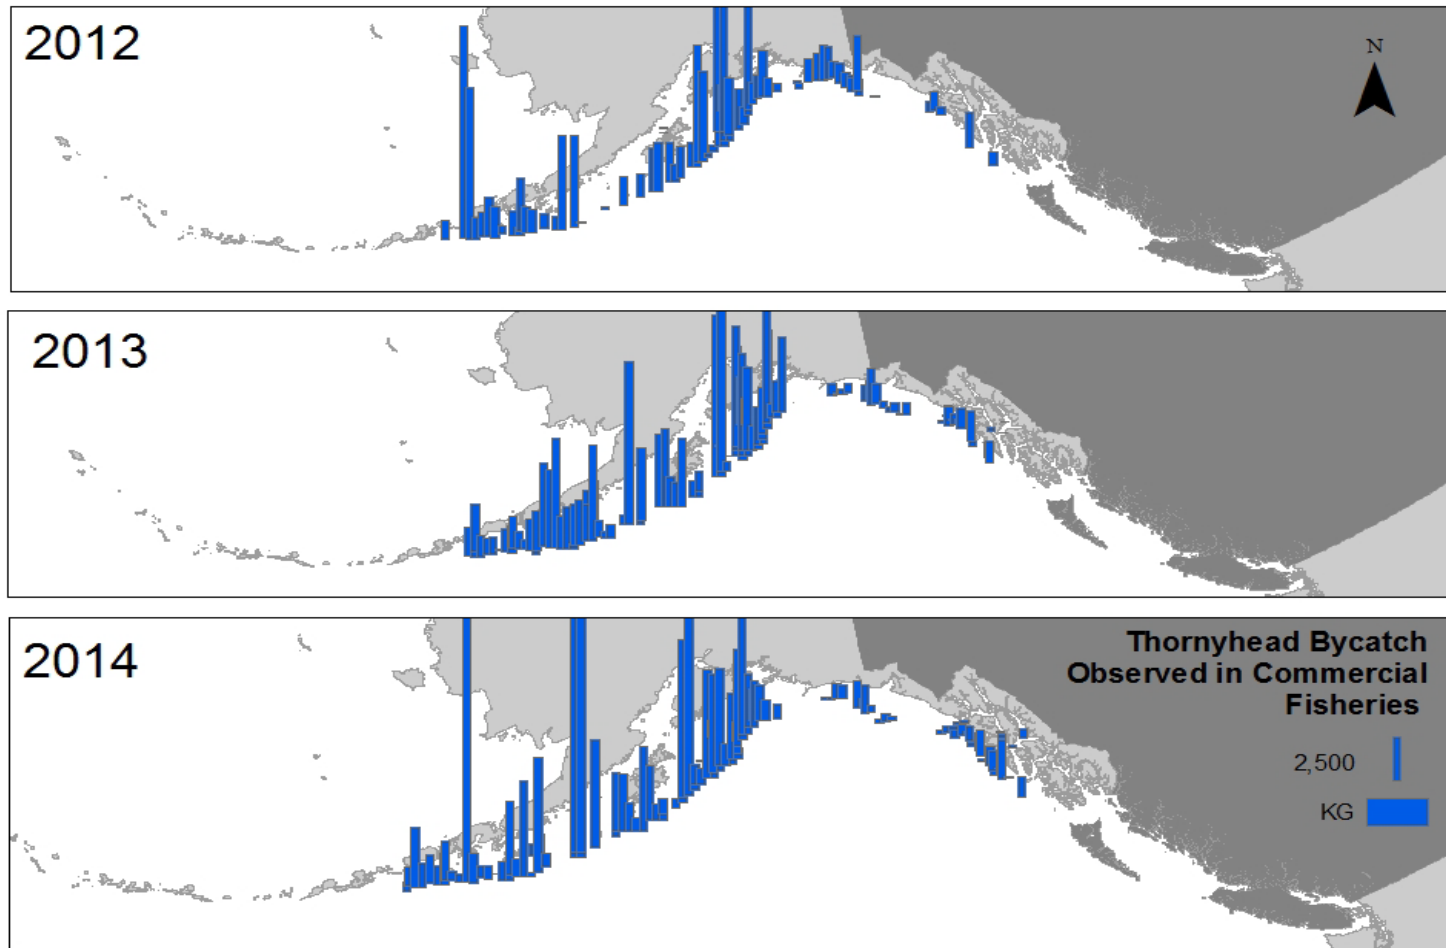 2012
N
2013
2014
Thornyhead Bycatch
Observed in Commercial
Fisheries
2,500
KG